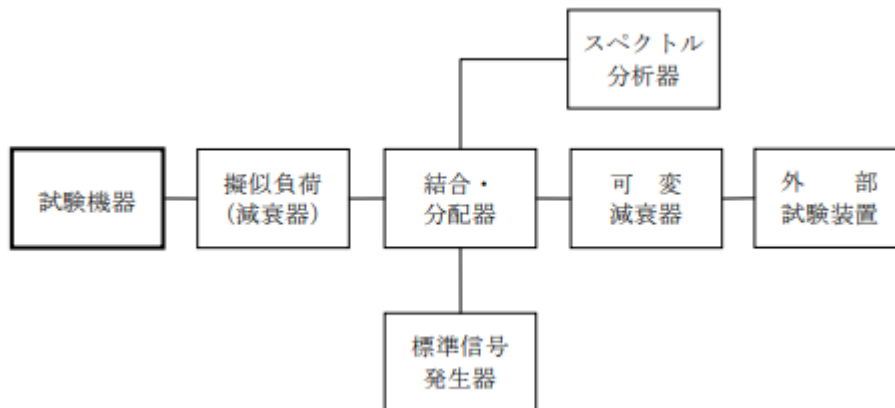 スペクトル
分析器
試験機器
擬似負荷
(減衰器)
結合・
分配器
可　変
減衰器
外　　部
試験装置
標準信号
発生器